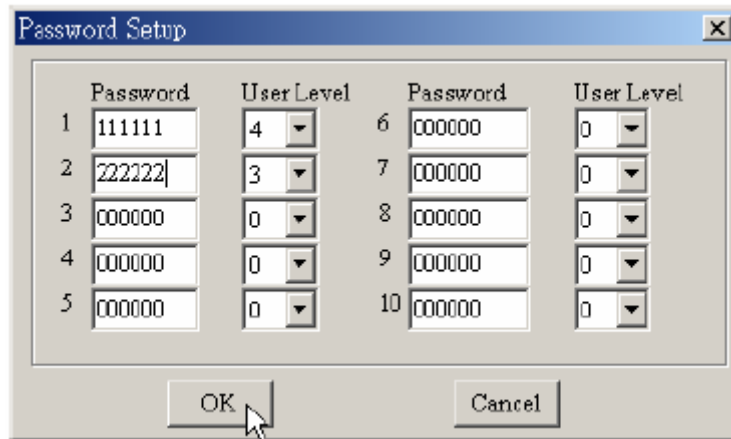 Password Setup
Password User Level Password User Level
1 111111 4 6 000000 0
2 222222 3 7 000000 0
3 000000 0 8 000000 0
4 000000 0 9 000000 0
5 000000 0 10 000000 0
OK Cancel